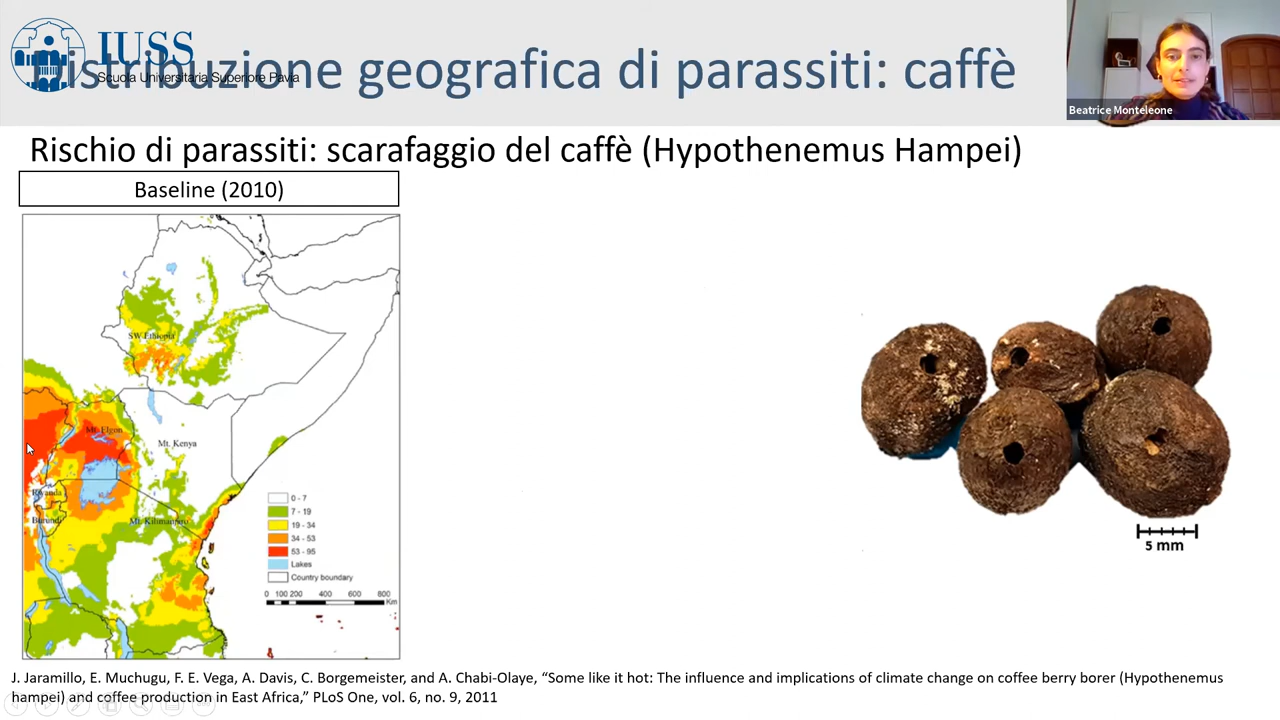 IUSS
Scuola Universitaria Superiore Pavia
Distribuzione geografica di parassiti: caffè
Beatrice Monteleone
Rischio di parassiti: scarafaggio del caffè (Hypothenemus Hampei)
Baseline (2010)
SW Ethiopia
Mt. Elgon
Mt. Kenya
Rwanda
Burundi
Mt. Kilimanjaro
0 - 7
7 - 19
19 - 34
34 - 53
53 - 95
Lakes
Country boundary
0 100 200 400 600 800
Km
5 mm
J. Jaramillo, E. Muchugu, F. E. Vega, A. Davis, C. Borgemeister, and A. Chabi-Olaye, “Some like it hot: The influence and implications of climate change on coffee berry borer (Hypothenemus
hampei) and coffee production in East Africa,” PLoS One, vol. 6, no. 9, 2011